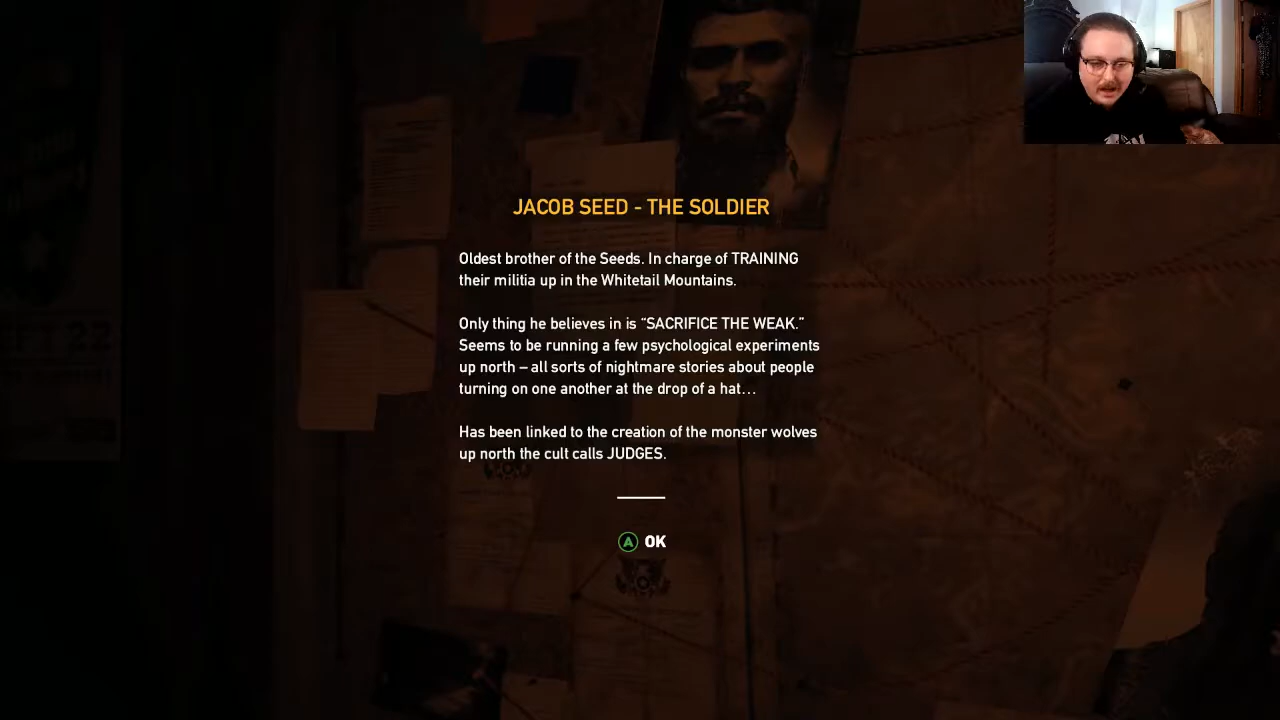 JACOB SEED - THE SOLDIER
Oldest brother of the Seeds. In charge of TRAINING
their militia up in the Whitetail Mountains.
Only thing he believes in is “SACRIFICE THE WEAK.”
Seems to be running a few psychological experiments
up north – all sorts of nightmare stories about people
turning on one another at the drop of a hat…
Has been linked to the creation of the monster wolves
up north the cult calls JUDGES.
A OK